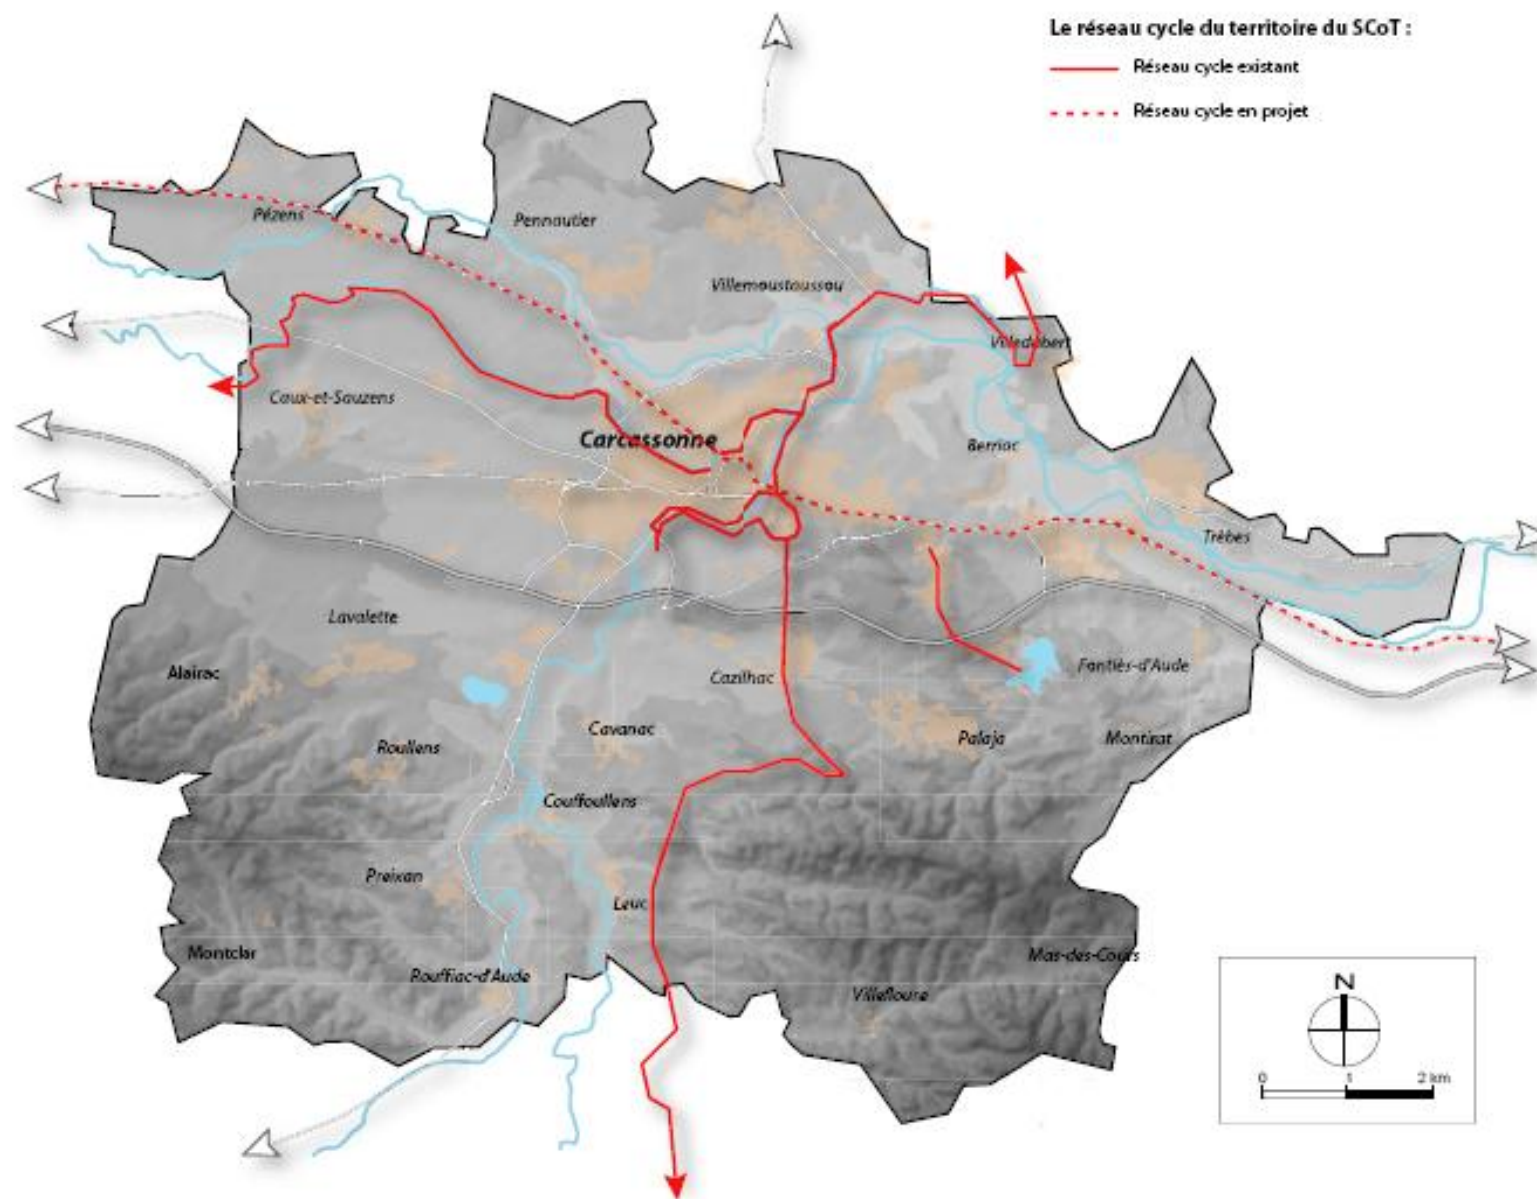 Le réseau cycle du territoire du SCoT :
Réseau cycle existant
Réseau cycle en projet
Pézens
Pennautier
Villemoustaussou
Villedubert
Caux-et-Sauzens
Carcassonne
Berriac
Trèbes
Lavalette
Alairac
Cazilhac
Fontiès-d'Aude
Cavanac
Roullens
Palaja
Montirat
Couffoullens
Preixan
Leuc
Montclar
Rouffiac-d'Aude
Mas-des-Cours
Villefloure
N
0 1 2 km